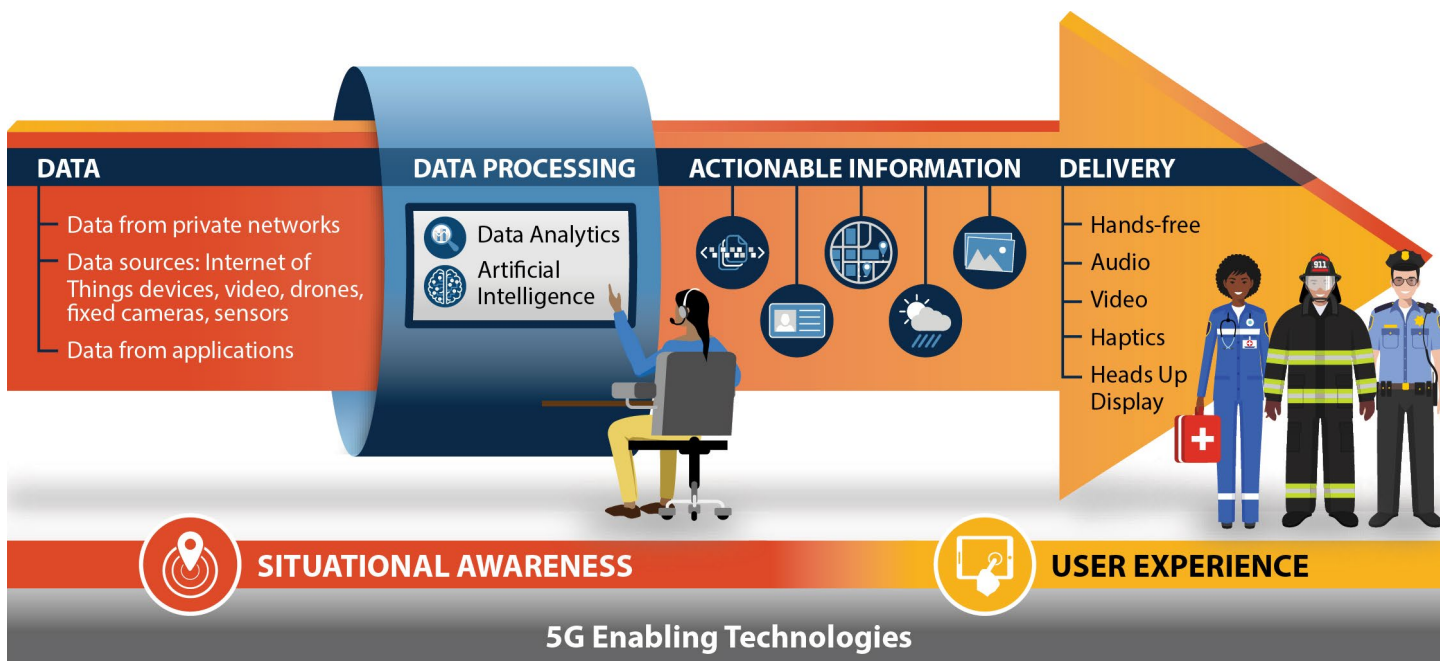 DATA
Data from private networks
Data sources: Internet of
Things devices, video, drones,
fixed cameras, sensors
Data from applications
DATA PROCESSING
Data Analytics
Artificial
Intelligence
ACTIONABLE INFORMATION
DELIVERY
Hands-free
Audio
Video
Haptics
Heads Up
Display
911
SITUATIONAL AWARENESS
USER EXPERIENCE
5G Enabling Technologies